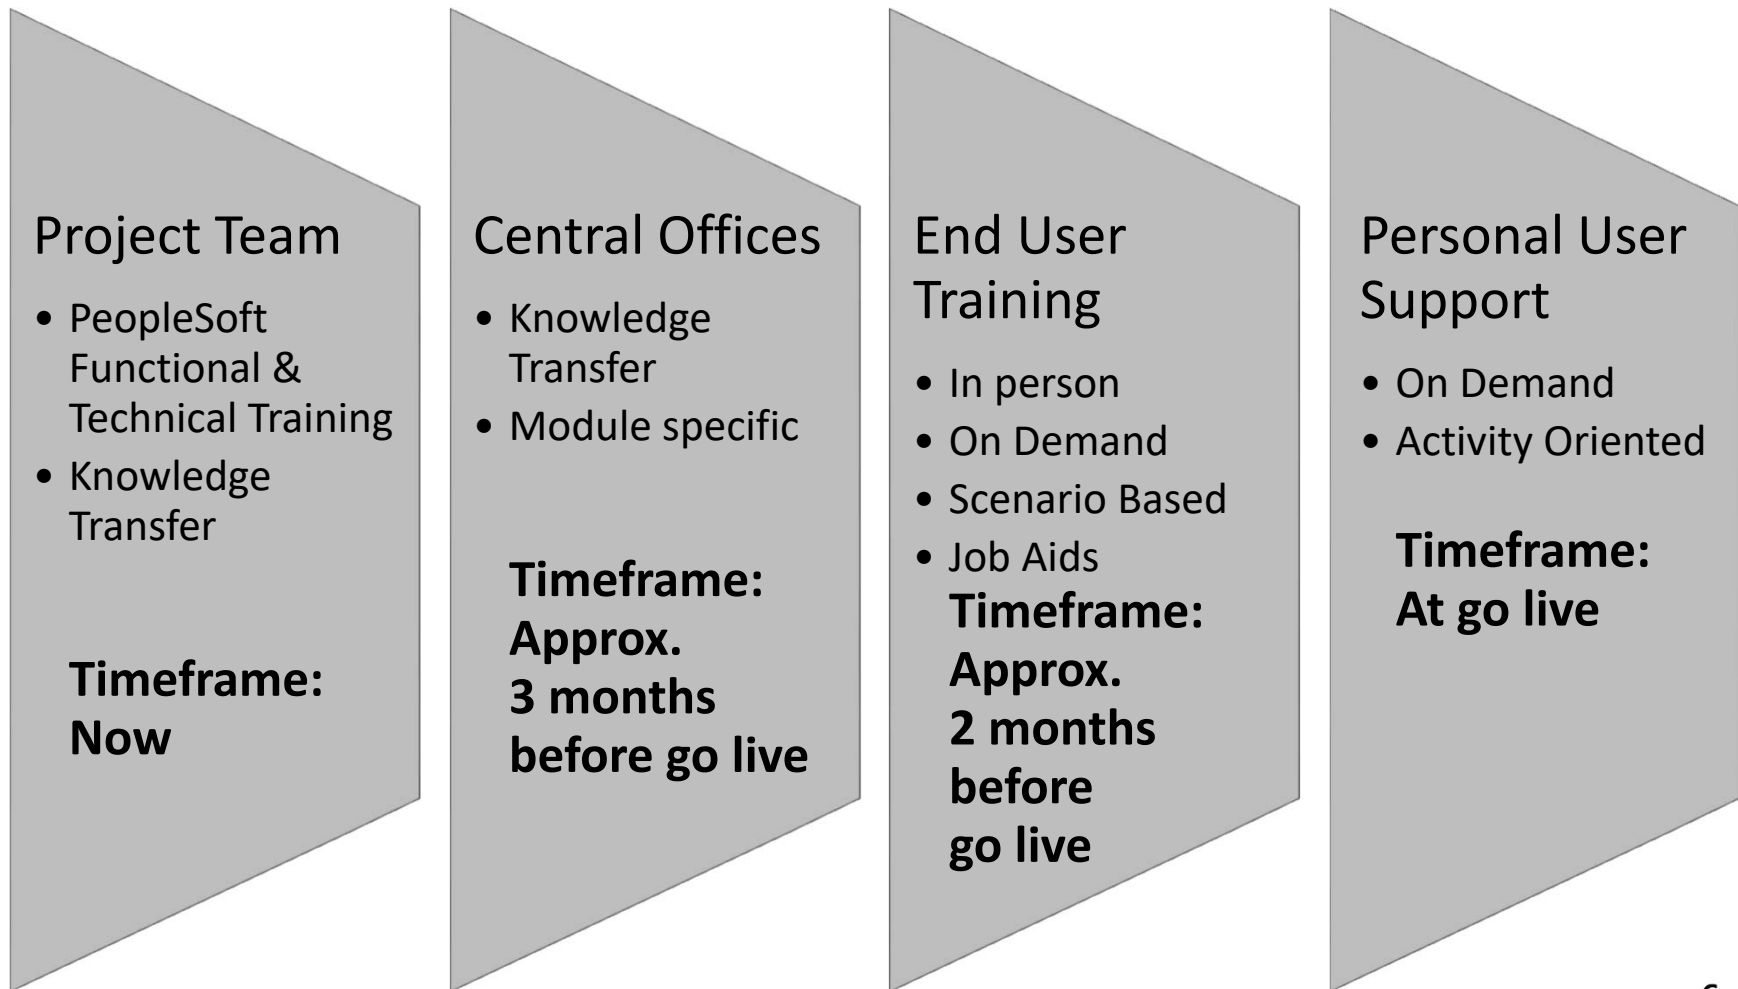 Project Team
• PeopleSoft
Functional &
Technical Training
• Knowledge
Transfer
Timeframe:
Now
Central Offices
• Knowledge
Transfer
• Module specific
Timeframe:
Approx.
3 months
before go live
End User
Training
• In person
• On Demand
• Scenario Based
• Job Aids
Timeframe:
Approx.
2 months
before
go live
Personal User
Support
• On Demand
• Activity Oriented
Timeframe:
At go live